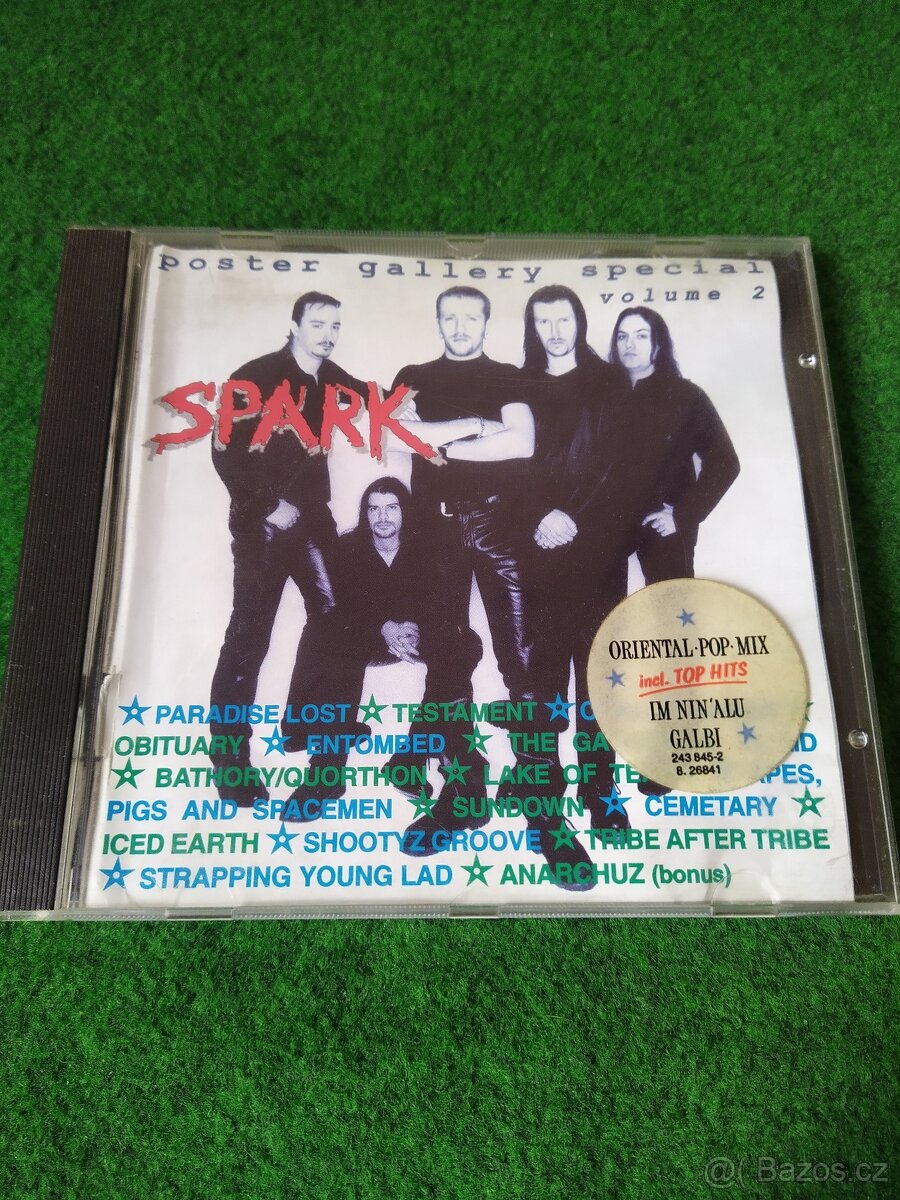 poster gallery special
volume 2
SPARK
ORIENTAL·POP·MIX
incl. TOP HITS
IM NIN'ALU
GALBI
243 845-2
8.26841
☆ PARADISE LOST ☆ TESTAMENT ☆
OBITUARY ☆ ENTOMBED ☆ THE
☆ BATHORY/QUORTHON ☆ LAKE OF
PIGS AND SPACEMEN ☆ SUNDOWN ☆ CEMETARY ☆
ICED EARTH ☆ SHOOTYZ GROOVE ☆ TRIBE AFTER TRIBE
☆ STRAPPING YOUNG LAD ☆ ANARCHUZ (bonus)
@( Bazos.cz